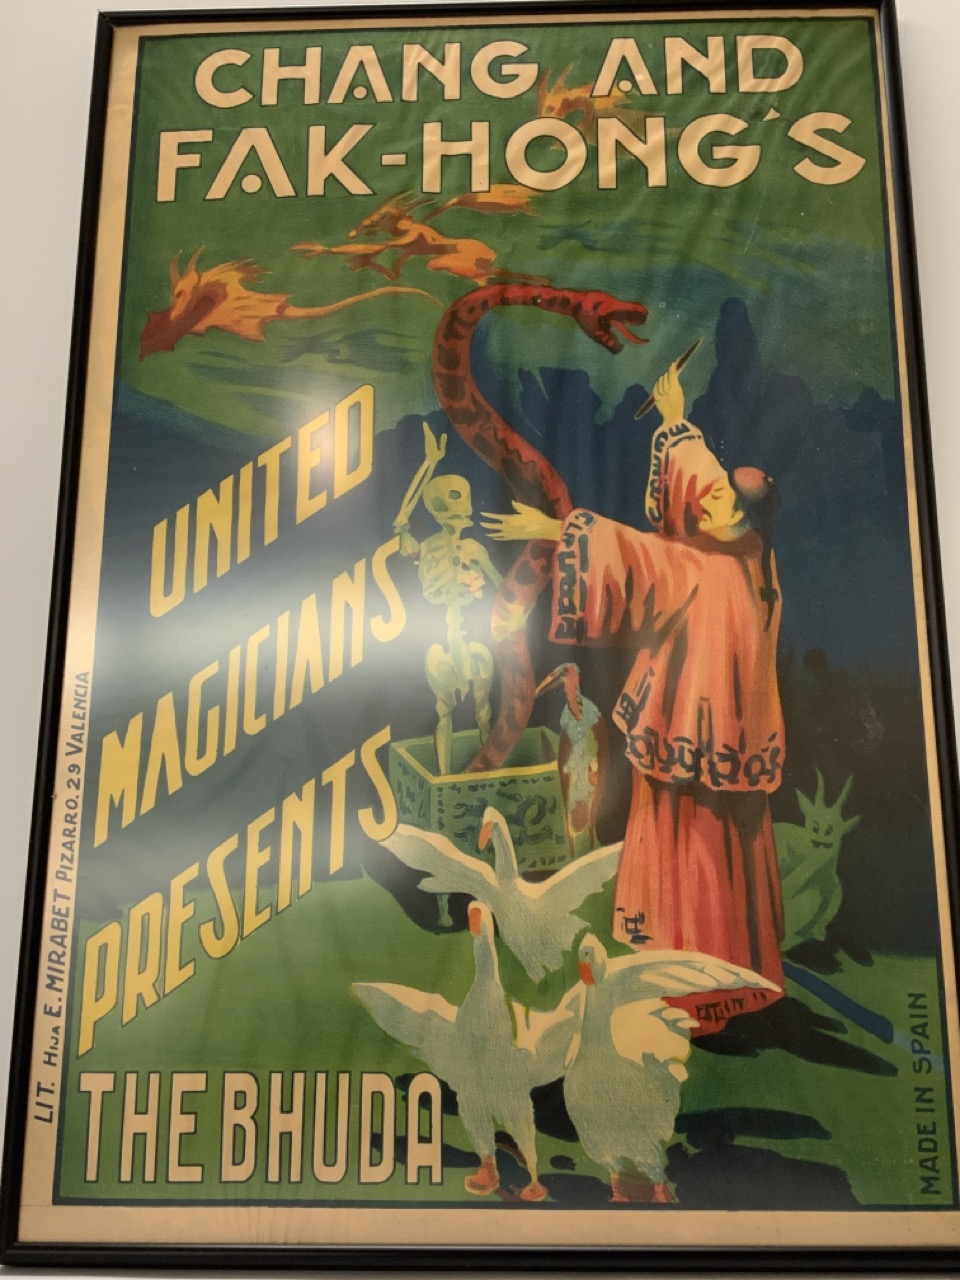 CHANG AND
FAK-HONG'S
UNITED
MAGICIANS
PRESENTS
THE BHUDA
LIT. HIJA E. MIRABET PIZARRO. 29 VALENCIA
MADE IN SPAIN